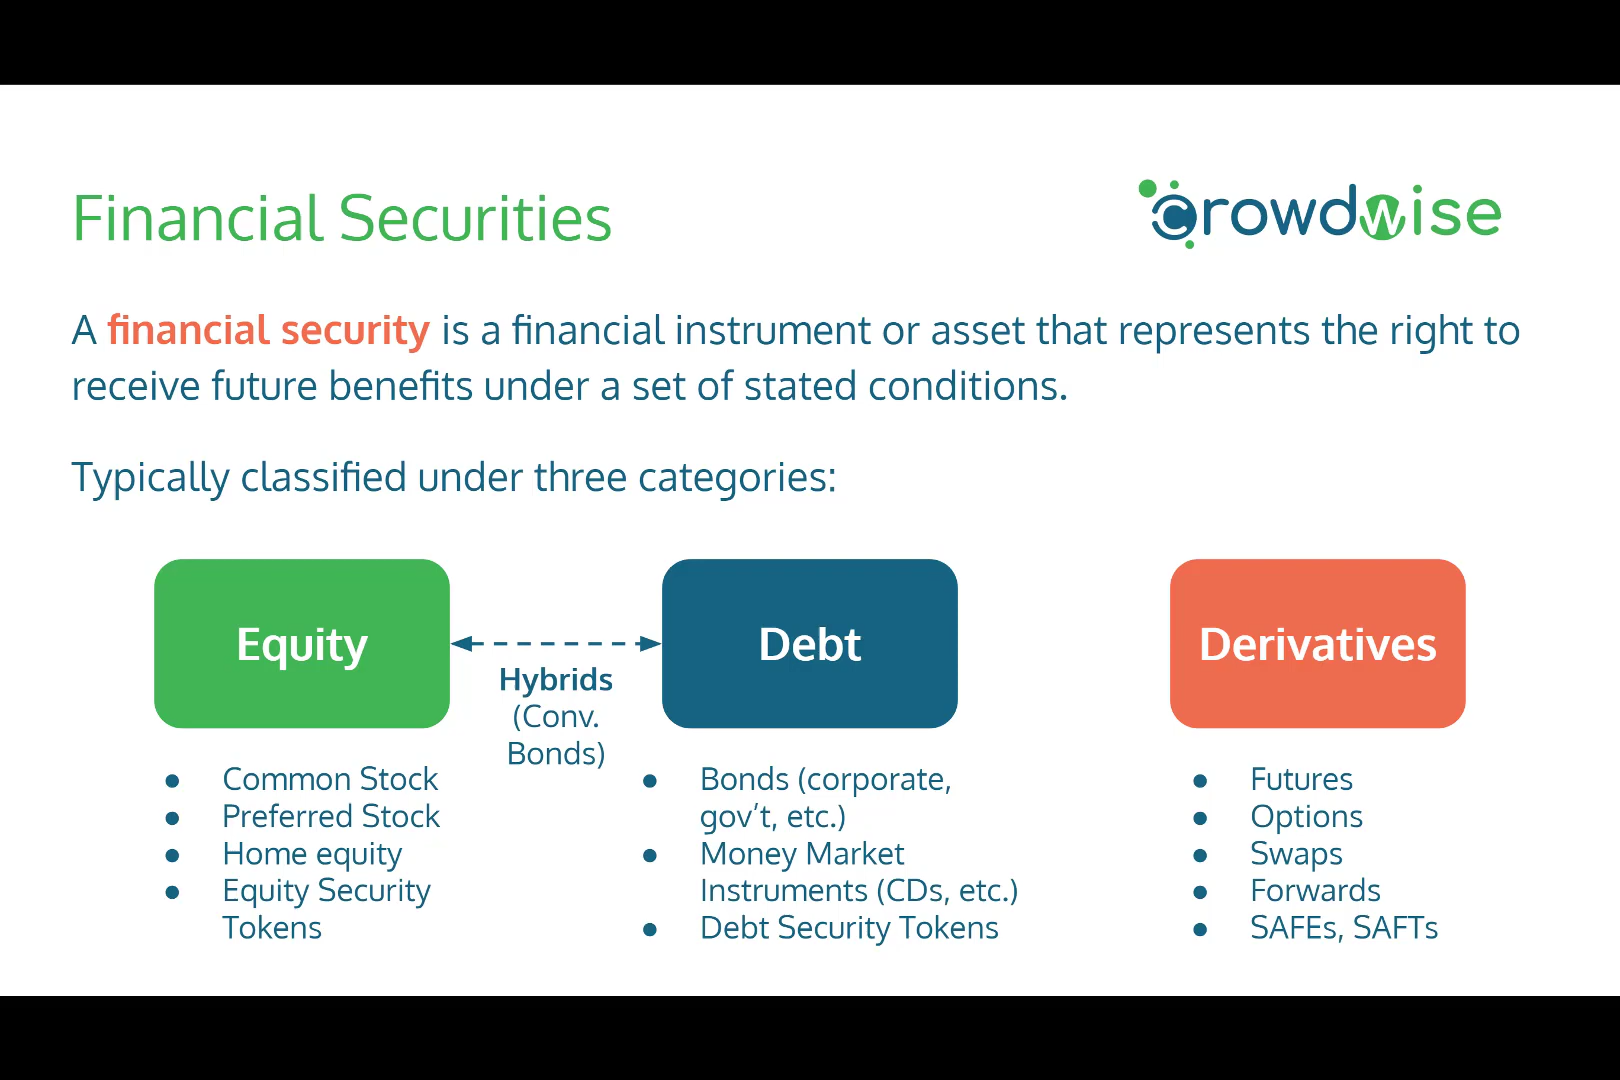 Financial Securities
crowdwise
A financial security is a financial instrument or asset that represents the right to
receive future benefits under a set of stated conditions.
Typically classified under three categories:
Equity
Hybrids
(Conv.
Bonds)
Debt
Derivatives
● Common Stock
● Preferred Stock
● Home equity
● Equity Security
Tokens
● Bonds (corporate,
gov’t, etc.)
● Money Market
Instruments (CDs, etc.)
● Debt Security Tokens
● Futures
● Options
● Swaps
● Forwards
● SAFEs, SAFTs